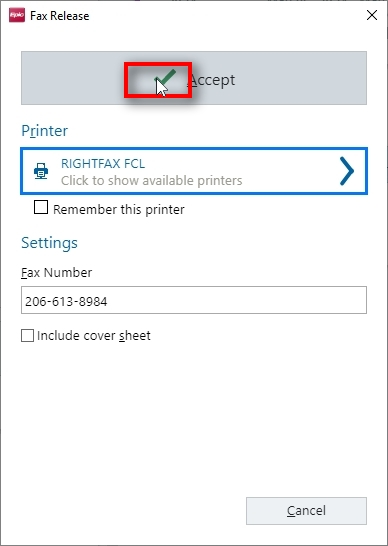 Epic Fax Release
Accept
Printer
RIGHTFAX FCL
Click to show available printers
Remember this printer
Settings
Fax Number
206-613-8984
Include cover sheet
Cancel